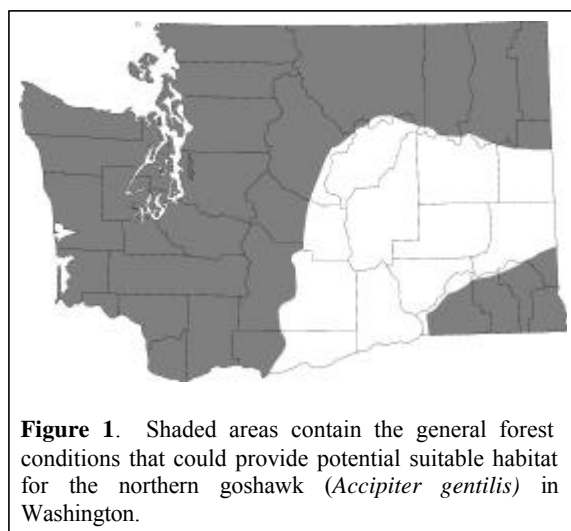 Figure 1. Shaded areas contain the general forest
conditions that could provide potential suitable habitat
for the northern goshawk (Accipiter gentilis) in
Washington.